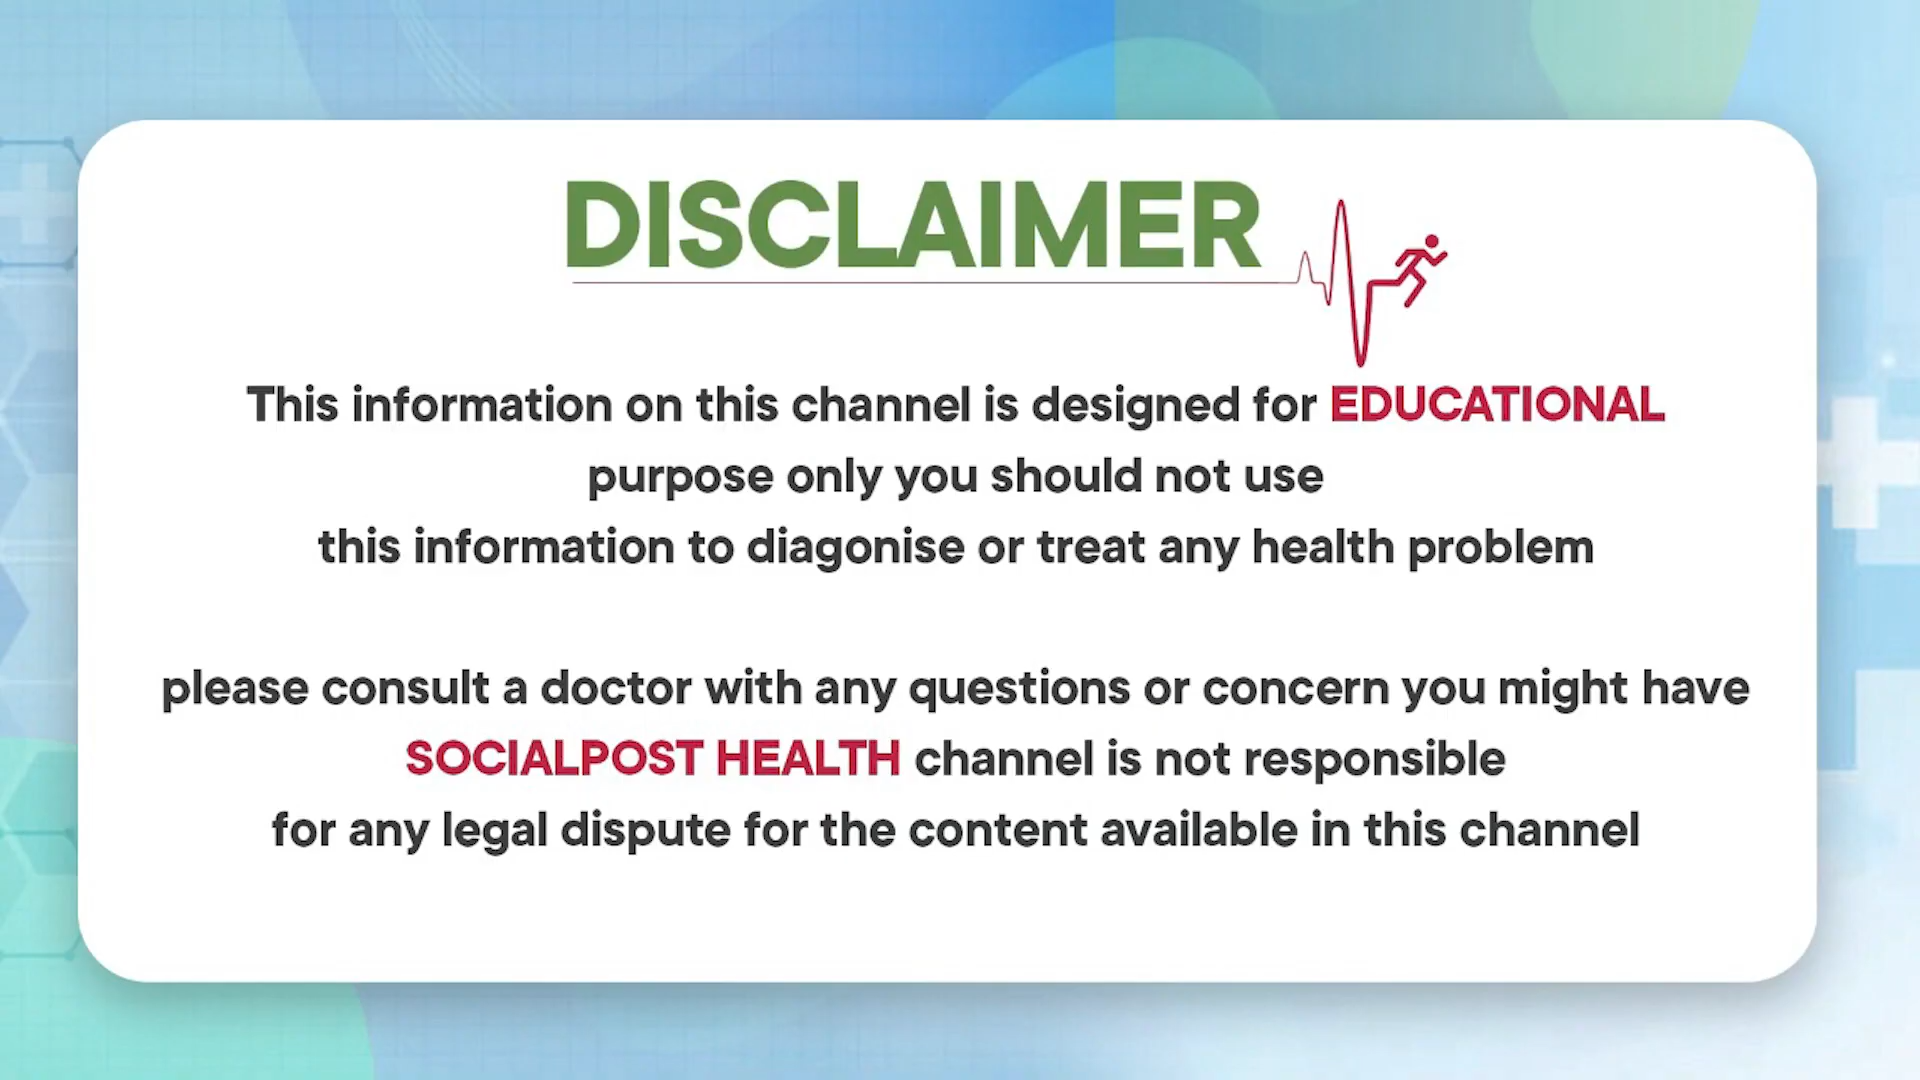 DISCLAIMER
This information on this channel is designed for EDUCATIONAL
purpose only you should not use
this information to diagonise or treat any health problem
please consult a doctor with any questions or concern you might have
SOCIALPOST HEALTH channel is not responsible
for any legal dispute for the content available in this channel